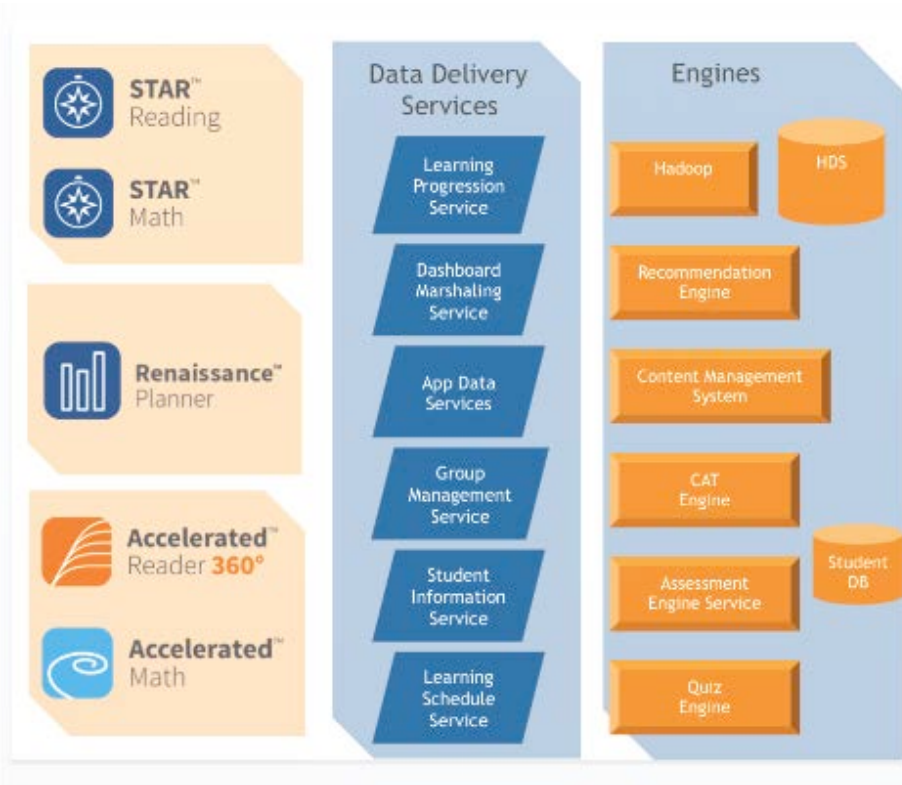 STAR™
Reading
STAR™
Math
Renaissance™
Planner
Accelerated™
Reader 360°
Accelerated™
Math
Data Delivery
Services
Learning
Progression
Service
Dashboard
Marshaling
Service
App Data
Services
Group
Management
Service
Student
Information
Service
Learning
Schedule
Service
Engines
Hadoop
HDS
Recommendation
Engine
Content Management
System
CAT
Engine
Assessment
Engine Service
Student
DB
Quiz
Engine